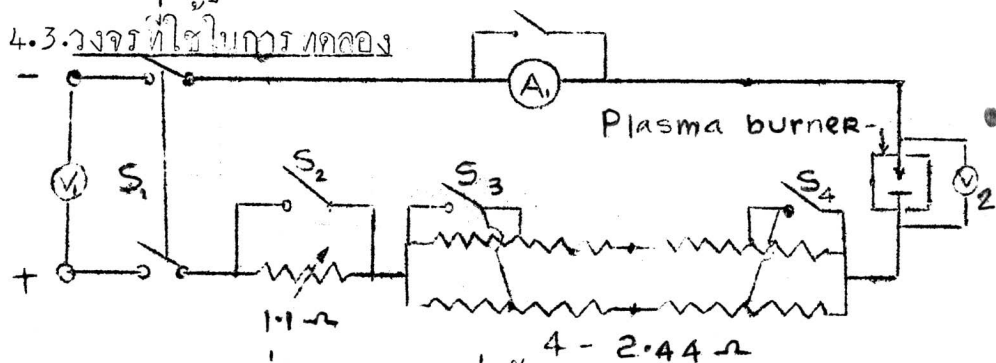 4.3. วงจรที่ใช้ในการทดลอง
-
A1
Plasma burner
V1
S1
S2
S3
S4
V2
+
1.1 Ω
4 - 2.44 Ω